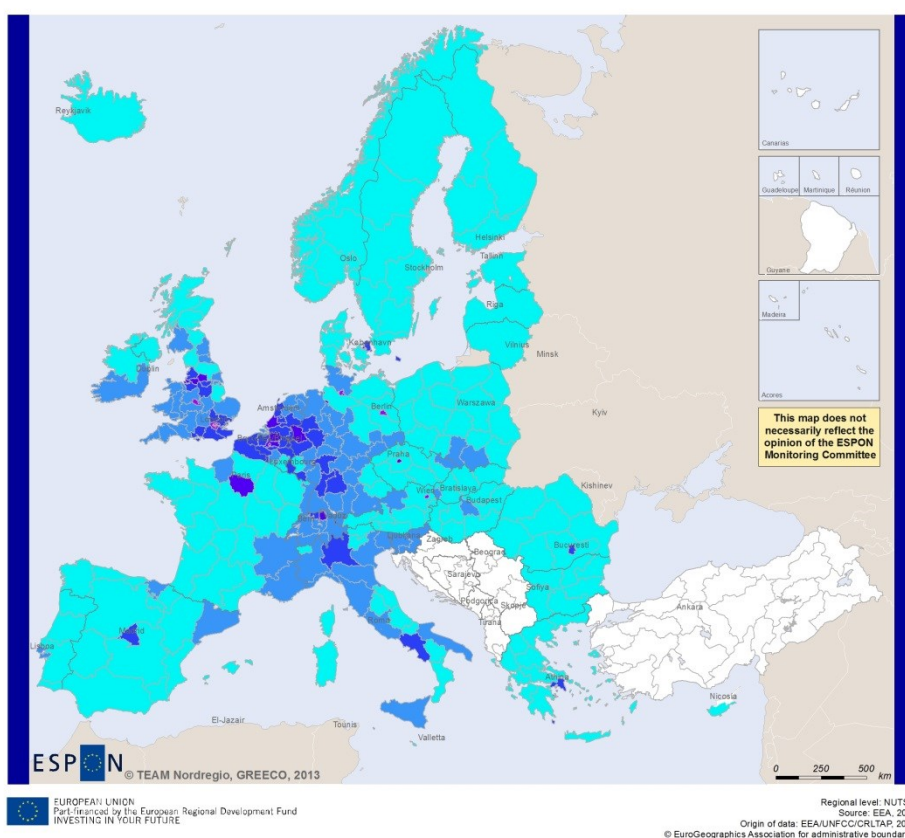 Canarias
Guadeloupe
Martinique
Réunion
Guyane
Madeira
Acores
This map does not
necessarily reflect the
opinion of the ESPON
Monitoring Committee
Reykjavik
Oslo
Helsinki
Tallinn
Stockholm
Riga
København
Vilnius
Minsk
Dublin
Berlin
Warszawa
Kyiv
Praha
Kishinev
Bratislava
Budapest
Zagreb
Beograd
Bucuresti
Sarajevo
Sofiya
Podgorica
Skopje
Tirana
Ankara
Roma
Madrid
Lisboa
Nicosia
El-Jazair
Tounis
Valletta
ESPON
© TEAM Nordregio, GREECO, 2013
0 250 500
km
EUROPEAN UNION
Part-financed by the European Regional Development Fund
INVESTING IN YOUR FUTURE
Regional level: NUTS
Source: EEA, 20
Origin of data: EEA/UNFCC/CRLTAP, 20
© EuroGeographics Association for administrative boundar